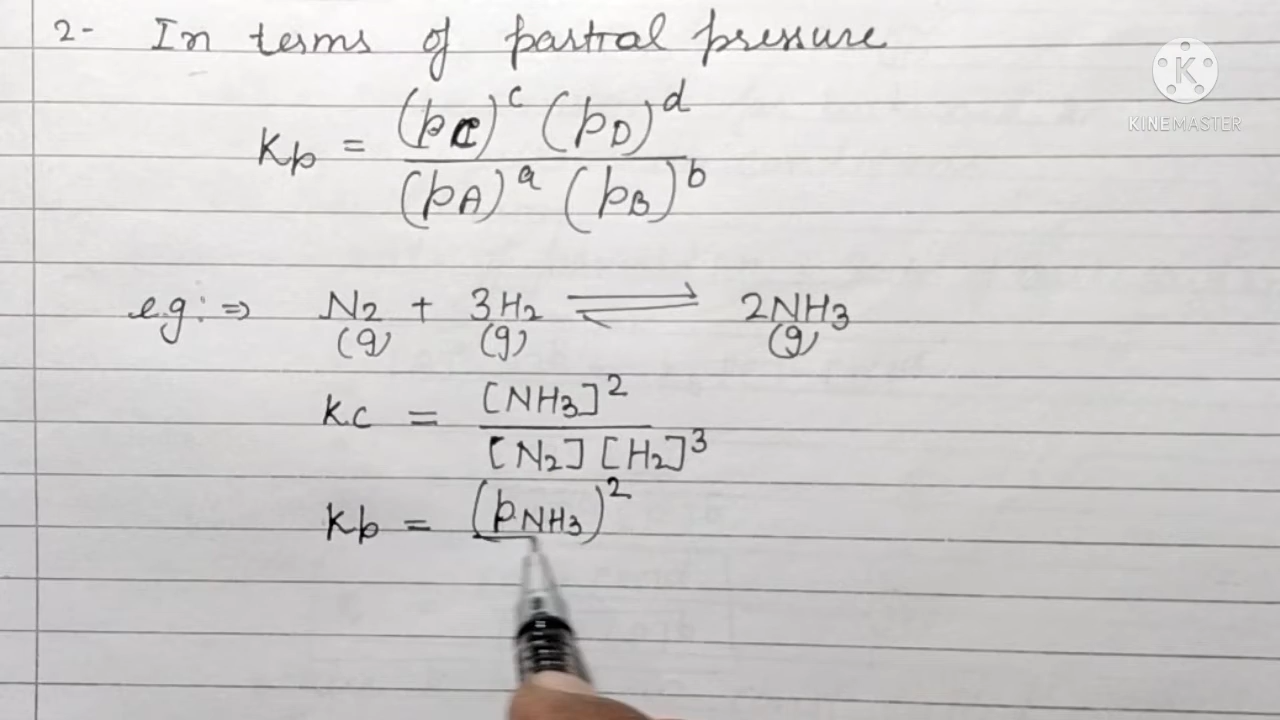 2- In terms of partial pressure
K
KINEMASTER
Kp = (pC)^c (pD)^d / (pA)^a (pB)^b
e.g:⇒ N2 (g) + 3H2 (g) ⇌ 2NH3 (g)
Kc = [NH3]^2 / [N2] [H2]^3
Kp = (pNH3)^2